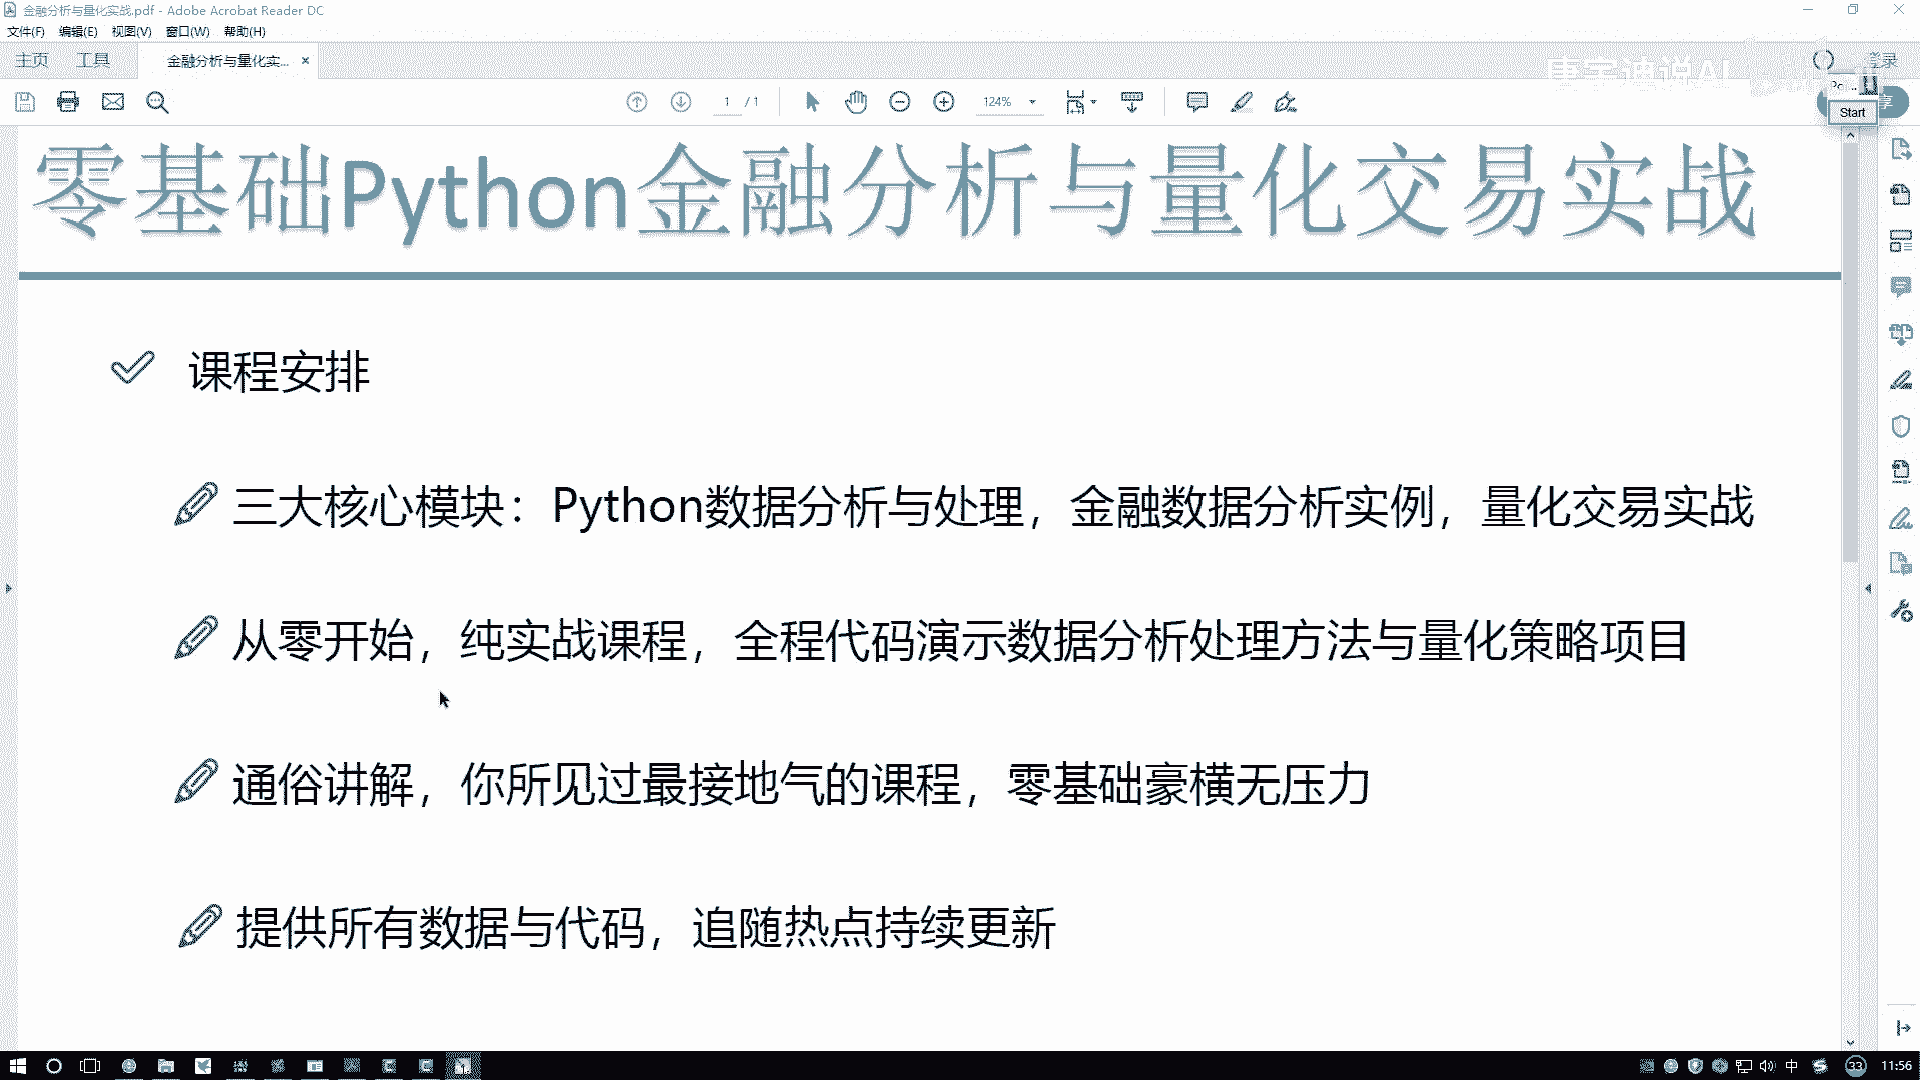 金融分析与量化实战.pdf - Adobe Acrobat Reader DC
文件(F) 编辑(E) 视图(V) 窗口(W) 帮助(H)
主页 工具 金融分析与量化实... ×
唐宇迪说AI
1 / 1 124%
Start
零基础Python金融分析与量化交易实战
课程安排
三大核心模块：Python数据分析与处理，金融数据分析实例，量化交易实战
从零开始，纯实战课程，全程代码演示数据分析处理方法与量化策略项目
通俗讲解，你所见过最接地气的课程，零基础豪横无压力
提供所有数据与代码，追随热点持续更新
中 33 11:56